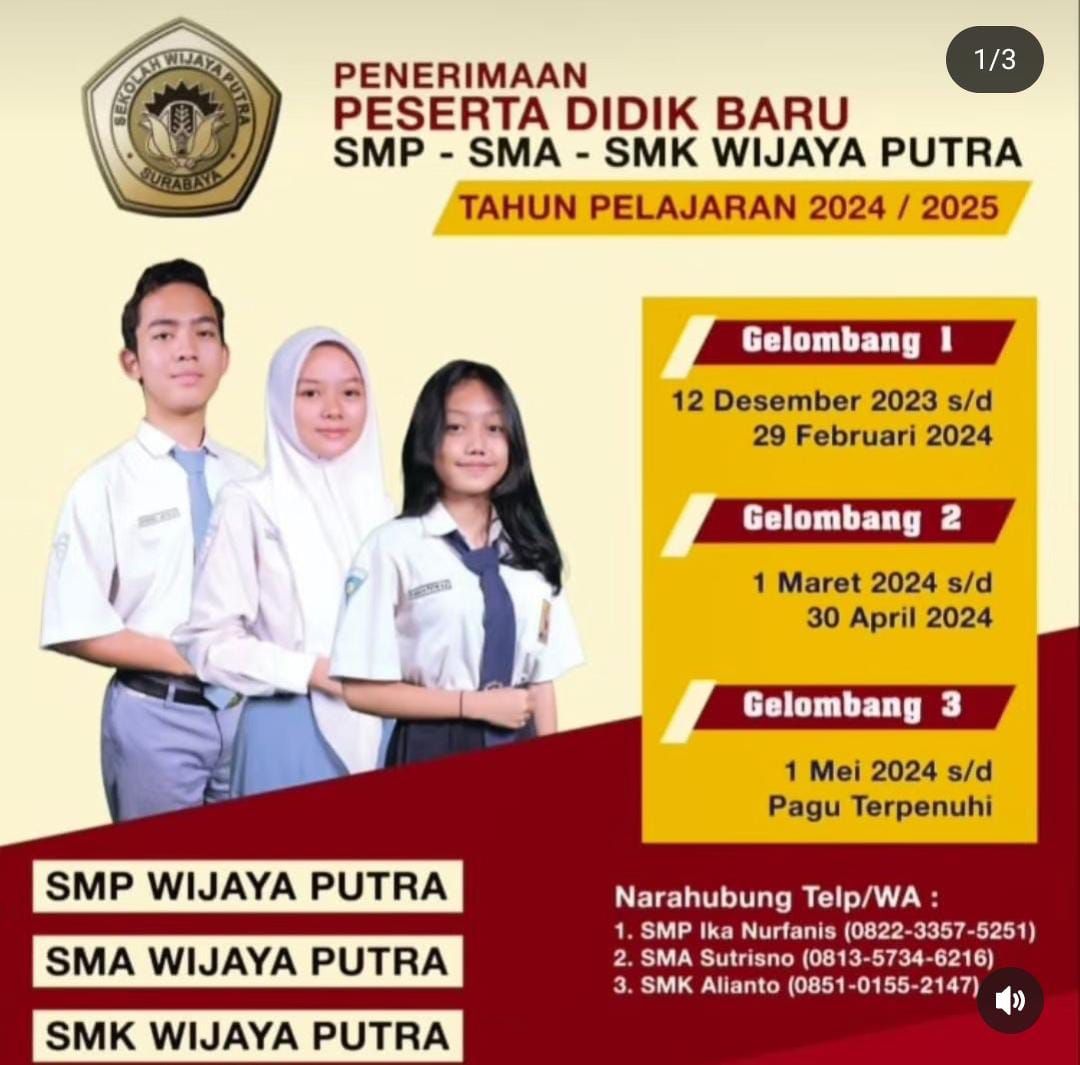 1/3
SEKOLAH WIJAYA PUTRA
SURABAYA
PENERIMAAN
PESERTA DIDIK BARU
SMP - SMA - SMK WIJAYA PUTRA
TAHUN PELAJARAN 2024 / 2025
Gelombang 1
12 Desember 2023 s/d
29 Februari 2024
Gelombang 2
1 Maret 2024 s/d
30 April 2024
Gelombang 3
1 Mei 2024 s/d
Pagu Terpenuhi
SMP WIJAYA PUTRA
SMA WIJAYA PUTRA
SMK WIJAYA PUTRA
Narahubung Telp/WA :
1. SMP Ika Nurfanis (0822-3357-5251)
2. SMA Sutrisno (0813-5734-6216)
3. SMK Alianto (0851-0155-2147)